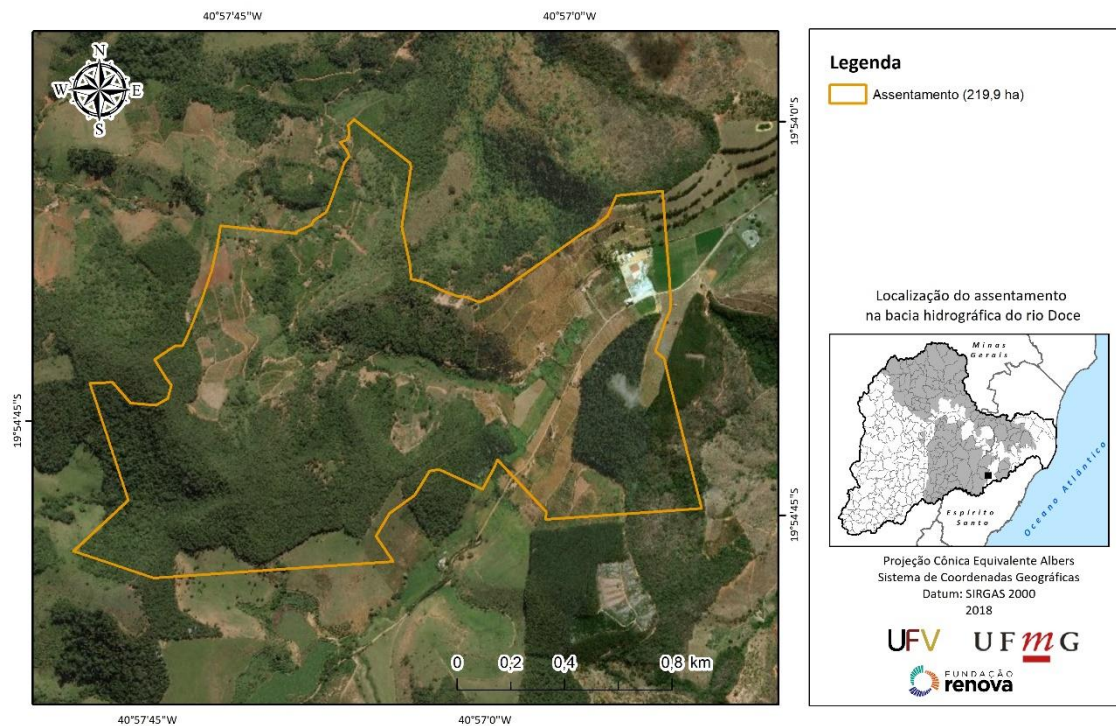 40°57'45"W
40°57'0"W
N
W
E
S
19°54'0"S
19°54'45"S
19°54'45"S
0
0,2
0,4
0,8 km
40°57'45"W
40°57'0"W
Legenda
Assentamento (219,9 ha)
Localização do assentamento
na bacia hidrográfica do rio Doce
Minas
Gerais
Espírito
Santo
Oceano Atlântico
Projeção Cônica Equivalente Albers
Sistema de Coordenadas Geográficas
Datum: SIRGAS 2000
2018
UFV
UFmG
FUNDAÇÃO
renova